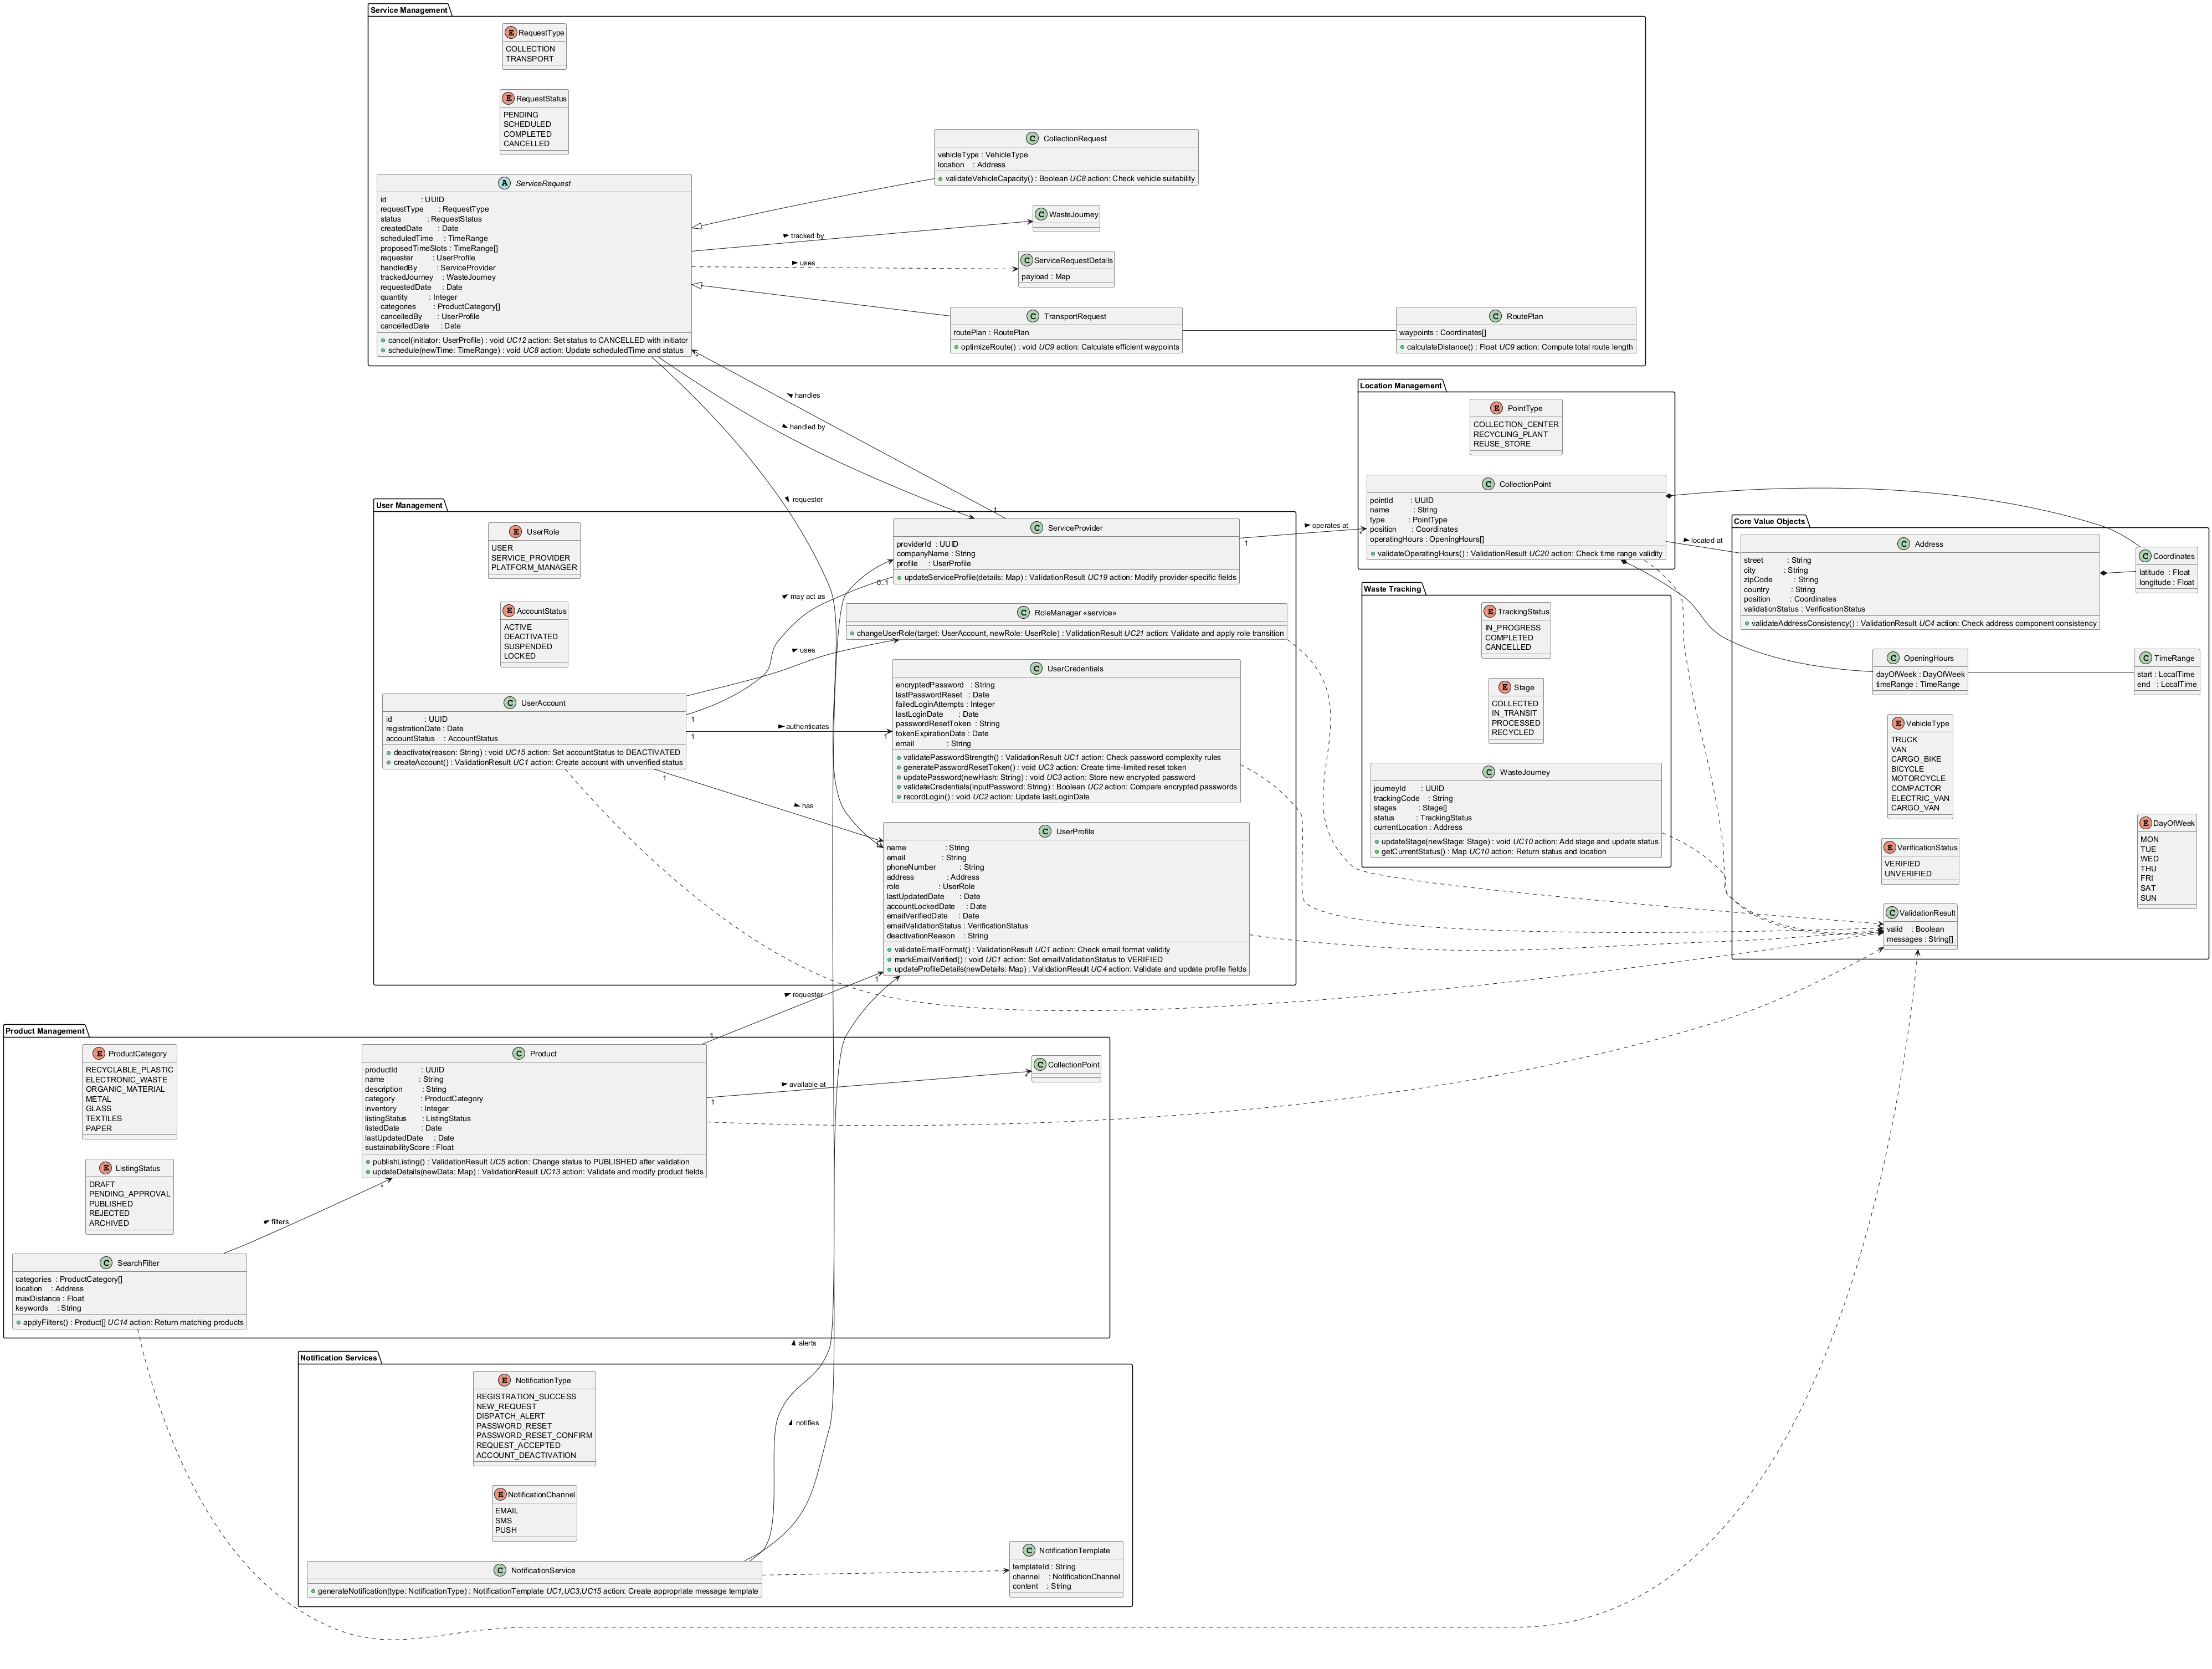 Service Management
E RequestType
COLLECTION
TRANSPORT
E RequestStatus
PENDING
SCHEDULED
COMPLETED
CANCELLED
A ServiceRequest
id : UUID
requestType : RequestType
status : RequestStatus
createdDate : Date
scheduledTime : TimeRange
proposedTimeSlots : TimeRange[]
requester : UserProfile
handledBy : ServiceProvider
trackedJourney : WasteJourney
requestedDate : Date
quantity : Integer
categories : ProductCategory[]
cancelledBy : UserProfile
cancelledDate : Date
cancel(initiator: UserProfile) : void UC12 action: Set status to CANCELLED with initiator
schedule(newTime: TimeRange) : void UC8 action: Update scheduledTime and status
C CollectionRequest
vehicleType : VehicleType
location : Address
validateVehicleCapacity() : Boolean UC8 action: Check vehicle suitability
tracked by
C WasteJourney
uses
C ServiceRequestDetails
payload : Map
C TransportRequest
routePlan : RoutePlan
optimizeRoute() : void UC9 action: Calculate efficient waypoints
C RoutePlan
waypoints : Coordinates[]
calculateDistance() : Float UC9 action: Compute total route length
*
handles
handled by
requester
User Management
E UserRole
USER
SERVICE_PROVIDER
PLATFORM_MANAGER
E AccountStatus
ACTIVE
DEACTIVATED
SUSPENDED
LOCKED
C UserAccount
id : UUID
registrationDate : Date
accountStatus : AccountStatus
deactivate(reason: String) : void UC15 action: Set accountStatus to DEACTIVATED
createAccount() : ValidationResult UC1 action: Create account with unverified status
1
C ServiceProvider
providerId : UUID
companyName : String
profile : UserProfile
updateServiceProfile(details: Map) : ValidationResult UC19 action: Modify provider-specific fields
0..1
may act as
1
uses
C RoleManager «service»
changeUserRole(target: UserAccount, newRole: UserRole) : ValidationResult UC21 action: Validate and apply role transition
authenticates
1
1
C UserCredentials
encryptedPassword : String
lastPasswordReset : Date
failedLoginAttempts : Integer
lastLoginDate : Date
passwordResetToken : String
tokenExpirationDate : Date
email : String
validatePasswordStrength() : ValidationResult UC1 action: Check password complexity rules
generatePasswordResetToken() : void UC3 action: Create time-limited reset token
updatePassword(newHash: String) : void UC3 action: Store new encrypted password
validateCredentials(inputPassword: String) : Boolean UC2 action: Compare encrypted passwords
recordLogin() : void UC2 action: Update lastLoginDate
has
1
1
C UserProfile
name : String
email : String
phoneNumber : String
address : Address
role : UserRole
lastUpdatedDate : Date
accountLockedDate : Date
emailVerifiedDate : Date
emailValidationStatus : VerificationStatus
deactivationReason : String
validateEmailFormat() : ValidationResult UC1 action: Check email format validity
markEmailVerified() : void UC1 action: Set emailValidationStatus to VERIFIED
updateProfileDetails(newDetails: Map) : ValidationResult UC4 action: Validate and update profile fields
1
operates at
*
Location Management
E PointType
COLLECTION_CENTER
RECYCLING_PLANT
REUSE_STORE
C CollectionPoint
pointId : UUID
name : String
type : PointType
position : Coordinates
operatingHours : OpeningHours[]
validateOperatingHours() : ValidationResult UC20 action: Check time range validity
located at
Waste Tracking
E TrackingStatus
IN_PROGRESS
COMPLETED
CANCELLED
E Stage
COLLECTED
IN_TRANSIT
PROCESSED
RECYCLED
C WasteJourney
journeyId : UUID
trackingCode : String
stages : Stage[]
status : TrackingStatus
currentLocation : Address
updateStage(newStage: Stage) : void UC10 action: Add stage and update status
getCurrentStatus() : Map UC10 action: Return status and location
Core Value Objects
C Address
street : String
city : String
zipCode : String
country : String
position : Coordinates
validationStatus : VerificationStatus
validateAddressConsistency() : ValidationResult UC4 action: Check address component consistency
C Coordinates
latitude : Float
longitude : Float
C OpeningHours
dayOfWeek : DayOfWeek
timeRange : TimeRange
C TimeRange
start : LocalTime
end : LocalTime
E VehicleType
TRUCK
VAN
CARGO_BIKE
BICYCLE
MOTORCYCLE
COMPACTOR
ELECTRIC_VAN
CARGO_VAN
E VerificationStatus
VERIFIED
UNVERIFIED
E DayOfWeek
MON
TUE
WED
THU
FRI
SAT
SUN
C ValidationResult
valid : Boolean
messages : String[]
Product Management
E ProductCategory
RECYCLABLE_PLASTIC
ELECTRONIC_WASTE
ORGANIC_MATERIAL
METAL
GLASS
TEXTILES
PAPER
E ListingStatus
DRAFT
PENDING_APPROVAL
PUBLISHED
REJECTED
ARCHIVED
C SearchFilter
categories : ProductCategory[]
location : Address
maxDistance : Float
keywords : String
applyFilters() : Product[] UC14 action: Return matching products
filters
*
C Product
productId : UUID
name : String
description : String
category : ProductCategory
inventory : Integer
listingStatus : ListingStatus
listedDate : Date
lastUpdatedDate : Date
sustainabilityScore : Float
publishListing() : ValidationResult UC5 action: Change status to PUBLISHED after validation
updateDetails(newData: Map) : ValidationResult UC13 action: Validate and modify product fields
1
requester
1
1
available at
*
C CollectionPoint
alerts
notifies
Notification Services
E NotificationType
REGISTRATION_SUCCESS
NEW_REQUEST
DISPATCH_ALERT
PASSWORD_RESET
PASSWORD_RESET_CONFIRM
REQUEST_ACCEPTED
ACCOUNT_DEACTIVATION
E NotificationChannel
EMAIL
SMS
PUSH
C NotificationService
generateNotification(type: NotificationType) : NotificationTemplate UC1,UC3,UC15 action: Create appropriate message template
C NotificationTemplate
templateId : String
channel : NotificationChannel
content : String